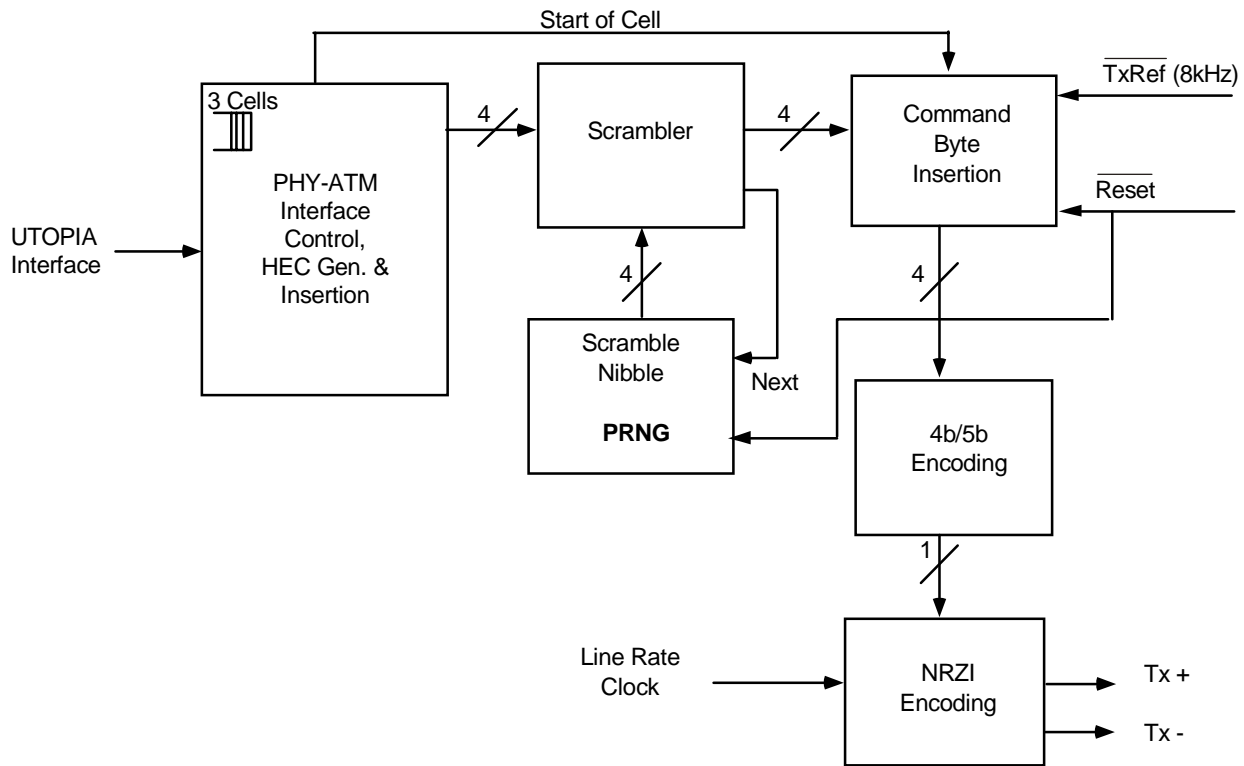 Start of Cell
TxRef (8kHz)
3 Cells
4
Scrambler
4
Command
Byte
Insertion
PHY-ATM
Interface
Control,
HEC Gen. &
Insertion
Reset
UTOPIA
Interface
4
4
Scramble
Nibble
Next
PRNG
4b/5b
Encoding
1
Line Rate
Clock
NRZI
Encoding
Tx +
Tx -